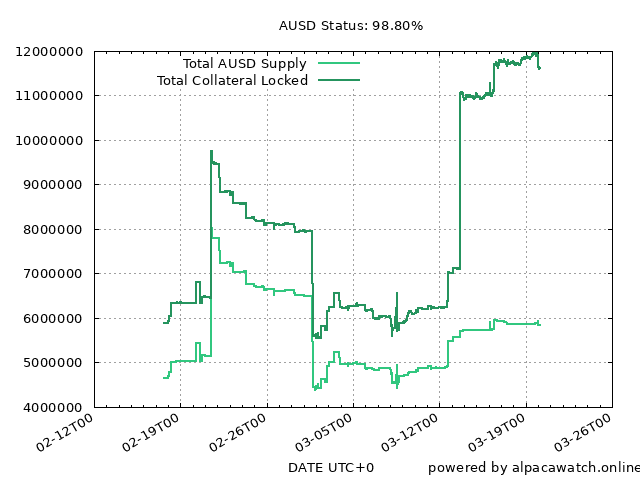 AUSD Status: 98.80%
Total AUSD Supply
Total Collateral Locked
12000000
11000000
10000000
9000000
8000000
7000000
6000000
5000000
4000000
02-12T00
02-19T00
02-26T00
03-05T00
03-12T00
03-19T00
03-26T00
DATE UTC+0
powered by alpacawatch.online